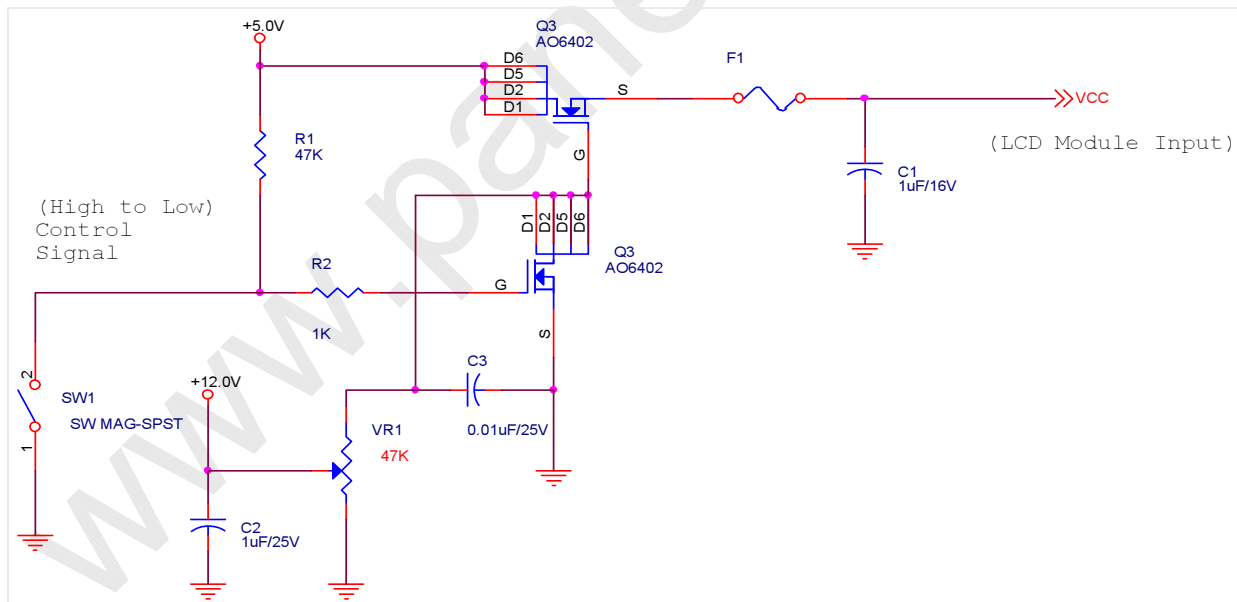 +5.0V
Q3
AO6402
D6
D5
D2
D1
S
G
F1
VCC
(LCD Module Input)
R1
47K
C1
1uF/16V
(High to Low)
Control
Signal
D1
D2
D5
D6
Q3
AO6402
R2
G
1K
S
C3
2
SW1
SW MAG-SPST
1
+12.0V
0.01uF/25V
VR1
47K
C2
1uF/25V
www.pane